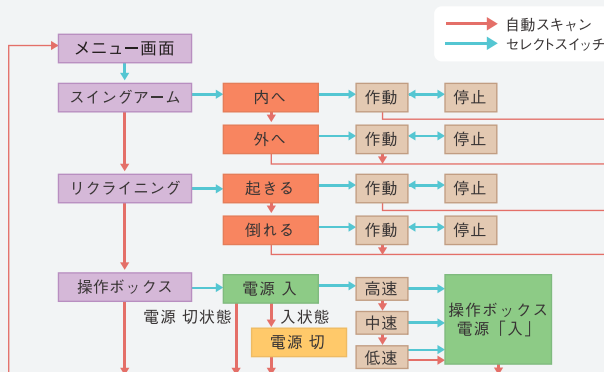 自動スキャン
セレクトスイッチ
メニュー画面
スイングアーム
内へ
作動
停止
外へ
作動
停止
リクライニング
起きる
作動
停止
倒れる
作動
停止
操作ボックス
電源 入
高速
操作ボックス
電源「入」
電源 切状態
入状態
中速
電源 切
低速